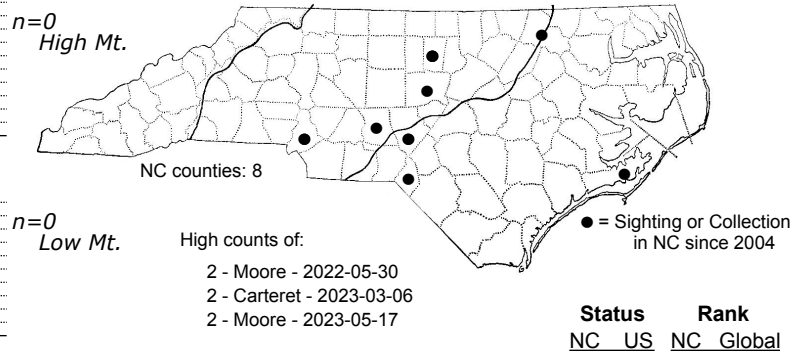 n=0
High Mt.
NC counties: 8
n=0
Low Mt.
High counts of:
2 - Moore - 2022-05-30
2 - Carteret - 2023-03-06
2 - Moore - 2023-05-17
● = Sighting or Collection
in NC since 2004
Status Rank
NC US NC Global